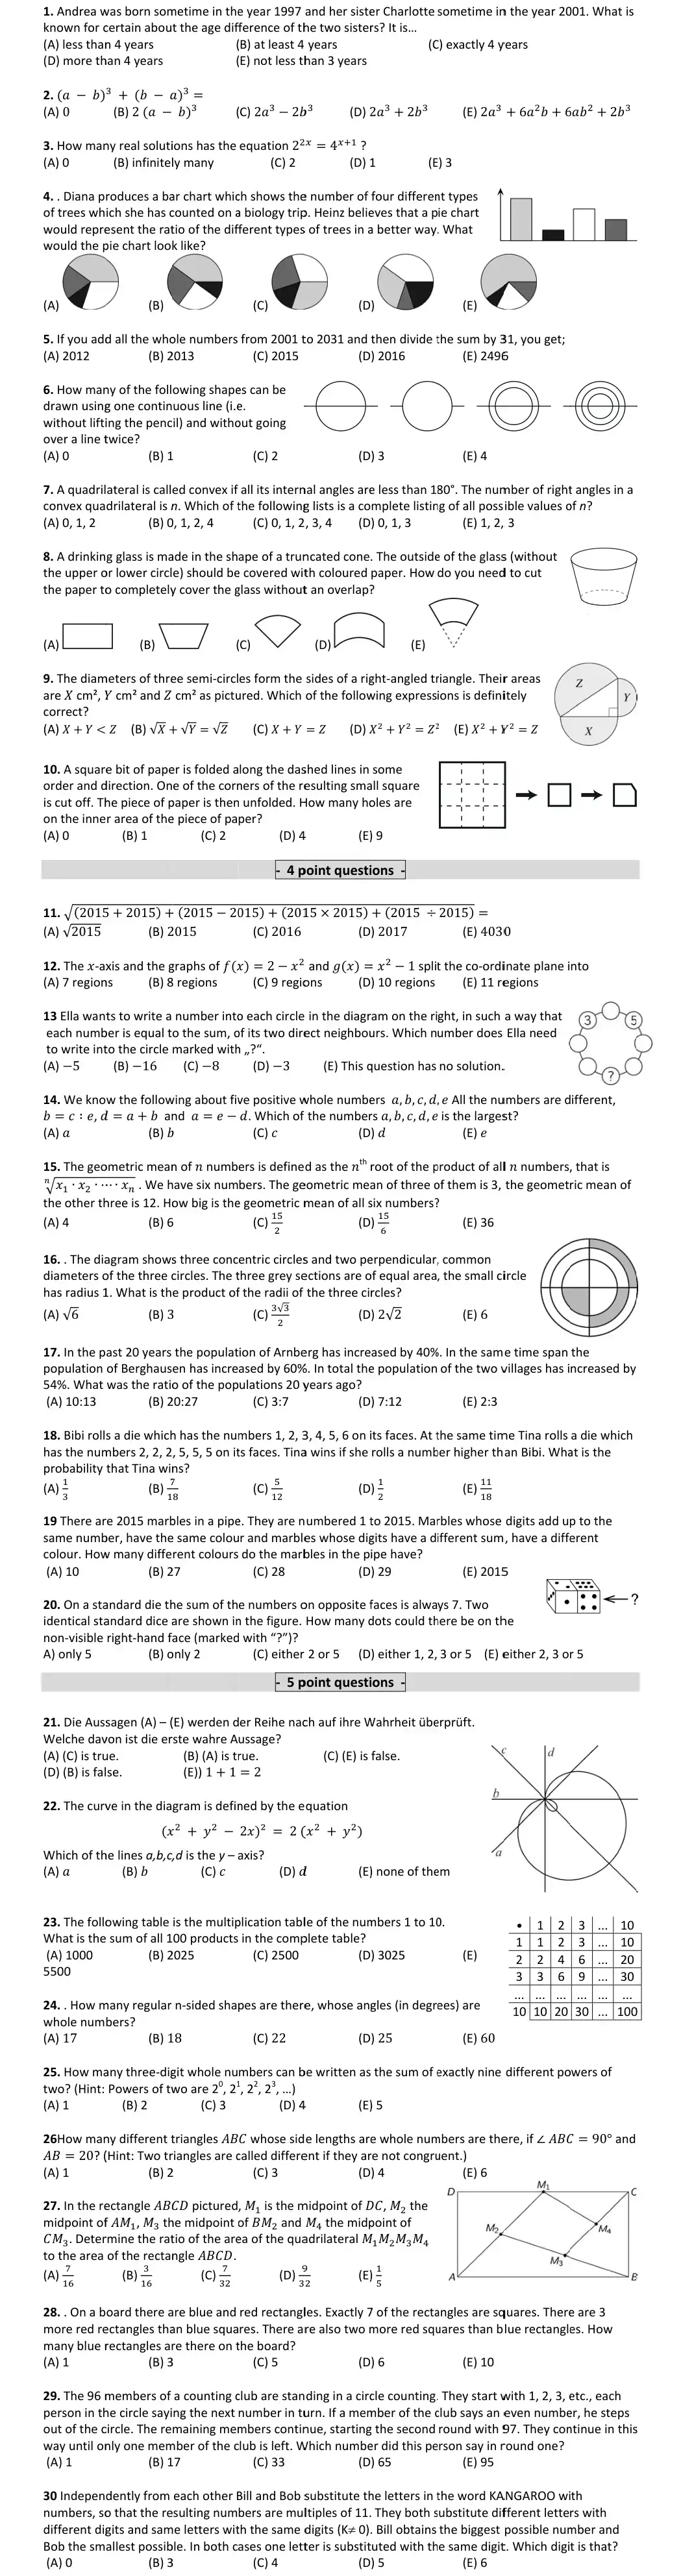 1. Andrea was born sometime in the year 1997 and her sister Charlotte sometime in the year 2001. What is
known for certain about the age difference of the two sisters? It is...
(A) less than 4 years (B) at least 4 years (C) exactly 4 years
(D) more than 4 years (E) not less than 3 years
2. (a − b)³ + (b − a)³ =
(A) 0 (B) 2 (a − b)³ (C) 2a³ − 2b³ (D) 2a³ + 2b³ (E) 2a³ + 6a²b + 6ab² + 2b³
3. How many real solutions has the equation 2²ˣ = 4ˣ⁺¹ ?
(A) 0 (B) infinitely many (C) 2 (D) 1 (E) 3
4. . Diana produces a bar chart which shows the number of four different types
of trees which she has counted on a biology trip. Heinz believes that a pie chart
would represent the ratio of the different types of trees in a better way. What
would the pie chart look like?
(A) (B) (C) (D) (E)
5. If you add all the whole numbers from 2001 to 2031 and then divide the sum by 31, you get;
(A) 2012 (B) 2013 (C) 2015 (D) 2016 (E) 2496
6. How many of the following shapes can be
drawn using one continuous line (i.e.
without lifting the pencil) and without going
over a line twice?
(A) 0 (B) 1 (C) 2 (D) 3 (E) 4
7. A quadrilateral is called convex if all its internal angles are less than 180°. The number of right angles in a
convex quadrilateral is n. Which of the following lists is a complete listing of all possible values of n?
(A) 0, 1, 2 (B) 0, 1, 2, 4 (C) 0, 1, 2, 3, 4 (D) 0, 1, 3 (E) 1, 2, 3
8. A drinking glass is made in the shape of a truncated cone. The outside of the glass (without
the upper or lower circle) should be covered with coloured paper. How do you need to cut
the paper to completely cover the glass without an overlap?
(A) (B) (C) (D) (E)
9. The diameters of three semi-circles form the sides of a right-angled triangle. Their areas
are X cm², Y cm² and Z cm² as pictured. Which of the following expressions is definitely
correct?
Z
Y
X
(A) X + Y < Z (B) √X + √Y = √Z (C) X + Y = Z (D) X² + Y² = Z² (E) X² + Y² = Z
10. A square bit of paper is folded along the dashed lines in some
order and direction. One of the corners of the resulting small square
is cut off. The piece of paper is then unfolded. How many holes are
on the inner area of the piece of paper?
(A) 0 (B) 1 (C) 2 (D) 4 (E) 9
- 4 point questions -
11. √((2015 + 2015) + (2015 − 2015) + (2015 × 2015) + (2015 ÷ 2015)) =
(A) √2015 (B) 2015 (C) 2016 (D) 2017 (E) 4030
12. The x-axis and the graphs of f(x) = 2 − x² and g(x) = x² − 1 split the co-ordinate plane into
(A) 7 regions (B) 8 regions (C) 9 regions (D) 10 regions (E) 11 regions
13 Ella wants to write a number into each circle in the diagram on the right, in such a way that
each number is equal to the sum, of its two direct neighbours. Which number does Ella need
to write into the circle marked with „?“.
3 5
?
(A) −5 (B) −16 (C) −8 (D) −3 (E) This question has no solution.
14. We know the following about five positive whole numbers a, b, c, d, e All the numbers are different,
b = c : e, d = a + b and a = e − d. Which of the numbers a, b, c, d, e is the largest?
(A) a (B) b (C) c (D) d (E) e
15. The geometric mean of n numbers is defined as the nᵗʰ root of the product of all n numbers, that is
ⁿ√(x₁ · x₂ · ⋯ · xₙ) . We have six numbers. The geometric mean of three of them is 3, the geometric mean of
the other three is 12. How big is the geometric mean of all six numbers?
(A) 4 (B) 6 (C) 15/2 (D) 15/6 (E) 36
16. . The diagram shows three concentric circles and two perpendicular, common
diameters of the three circles. The three grey sections are of equal area, the small circle
has radius 1. What is the product of the radii of the three circles?
(A) √6 (B) 3 (C) 3√3/2 (D) 2√2 (E) 6
17. In the past 20 years the population of Arnberg has increased by 40%. In the same time span the
population of Berghausen has increased by 60%. In total the population of the two villages has increased by
54%. What was the ratio of the populations 20 years ago?
(A) 10:13 (B) 20:27 (C) 3:7 (D) 7:12 (E) 2:3
18. Bibi rolls a die which has the numbers 1, 2, 3, 4, 5, 6 on its faces. At the same time Tina rolls a die which
has the numbers 2, 2, 2, 5, 5, 5 on its faces. Tina wins if she rolls a number higher than Bibi. What is the
probability that Tina wins?
(A) 1/3 (B) 7/18 (C) 5/12 (D) 1/2 (E) 11/18
19 There are 2015 marbles in a pipe. They are numbered 1 to 2015. Marbles whose digits add up to the
same number, have the same colour and marbles whose digits have a different sum, have a different
colour. How many different colours do the marbles in the pipe have?
(A) 10 (B) 27 (C) 28 (D) 29 (E) 2015
20. On a standard die the sum of the numbers on opposite faces is always 7. Two
identical standard dice are shown in the figure. How many dots could there be on the
non-visible right-hand face (marked with “?”)?
?
A) only 5 (B) only 2 (C) either 2 or 5 (D) either 1, 2, 3 or 5 (E) either 2, 3 or 5
- 5 point questions -
21. Die Aussagen (A) – (E) werden der Reihe nach auf ihre Wahrheit überprüft.
Welche davon ist die erste wahre Aussage?
(A) (C) is true. (B) (A) is true. (C) (E) is false.
(D) (B) is false. (E)) 1 + 1 = 2
22. The curve in the diagram is defined by the equation
(x² + y² − 2x)² = 2 (x² + y²)
Which of the lines a,b,c,d is the y – axis?
c d
b
a
(A) a (B) b (C) c (D) d (E) none of them
23. The following table is the multiplication table of the numbers 1 to 10.
What is the sum of all 100 products in the complete table?
(A) 1000 (B) 2025 (C) 2500 (D) 3025 (E)
5500
• 1 2 3 ... 10
1 1 2 3 ... 10
2 2 4 6 ... 20
3 3 6 9 ... 30
... ... ... ... ... ...
10 10 20 30 ... 100
24. . How many regular n-sided shapes are there, whose angles (in degrees) are
whole numbers?
(A) 17 (B) 18 (C) 22 (D) 25 (E) 60
25. How many three-digit whole numbers can be written as the sum of exactly nine different powers of
two? (Hint: Powers of two are 2⁰, 2¹, 2², 2³, ...)
(A) 1 (B) 2 (C) 3 (D) 4 (E) 5
26How many different triangles ABC whose side lengths are whole numbers are there, if ∠ ABC = 90° and
AB = 20? (Hint: Two triangles are called different if they are not congruent.)
(A) 1 (B) 2 (C) 3 (D) 4 (E) 6
27. In the rectangle ABCD pictured, M₁ is the midpoint of DC, M₂ the
midpoint of AM₁, M₃ the midpoint of BM₂ and M₄ the midpoint of
CM₃. Determine the ratio of the area of the quadrilateral M₁M₂M₃M₄
to the area of the rectangle ABCD.
D M₁ C
M₂ M₄
M₃
A B
(A) 7/16 (B) 3/16 (C) 7/32 (D) 9/32 (E) 1/5
28. . On a board there are blue and red rectangles. Exactly 7 of the rectangles are squares. There are 3
more red rectangles than blue squares. There are also two more red squares than blue rectangles. How
many blue rectangles are there on the board?
(A) 1 (B) 3 (C) 5 (D) 6 (E) 10
29. The 96 members of a counting club are standing in a circle counting. They start with 1, 2, 3, etc., each
person in the circle saying the next number in turn. If a member of the club says an even number, he steps
out of the circle. The remaining members continue, starting the second round with 97. They continue in this
way until only one member of the club is left. Which number did this person say in round one?
(A) 1 (B) 17 (C) 33 (D) 65 (E) 95
30 Independently from each other Bill and Bob substitute the letters in the word KANGAROO with
numbers, so that the resulting numbers are multiples of 11. They both substitute different letters with
different digits and same letters with the same digits (K≠ 0). Bill obtains the biggest possible number and
Bob the smallest possible. In both cases one letter is substituted with the same digit. Which digit is that?
(A) 0 (B) 3 (C) 4 (D) 5 (E) 6